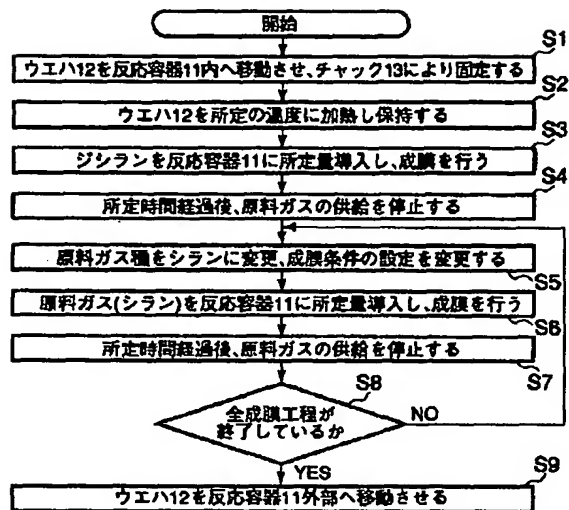 開始
S1
ウエハ12を反応容器11内へ移動させ、チャック13により固定する
S2
ウエハ12を所定の温度に加熱し保持する
S3
ジシランを反応容器11に所定量導入し、成膜を行う
S4
所定時間経過後、原料ガスの供給を停止する
原料ガス種をシランに変更、成膜条件の設定を変更する
S5
原料ガス(シラン)を反応容器11に所定量導入し、成膜を行う
S6
所定時間経過後、原料ガスの供給を停止する
S7
S8
全成膜工程が
終了しているか
NO
YES
S9
ウエハ12を反応容器11外部へ移動させる